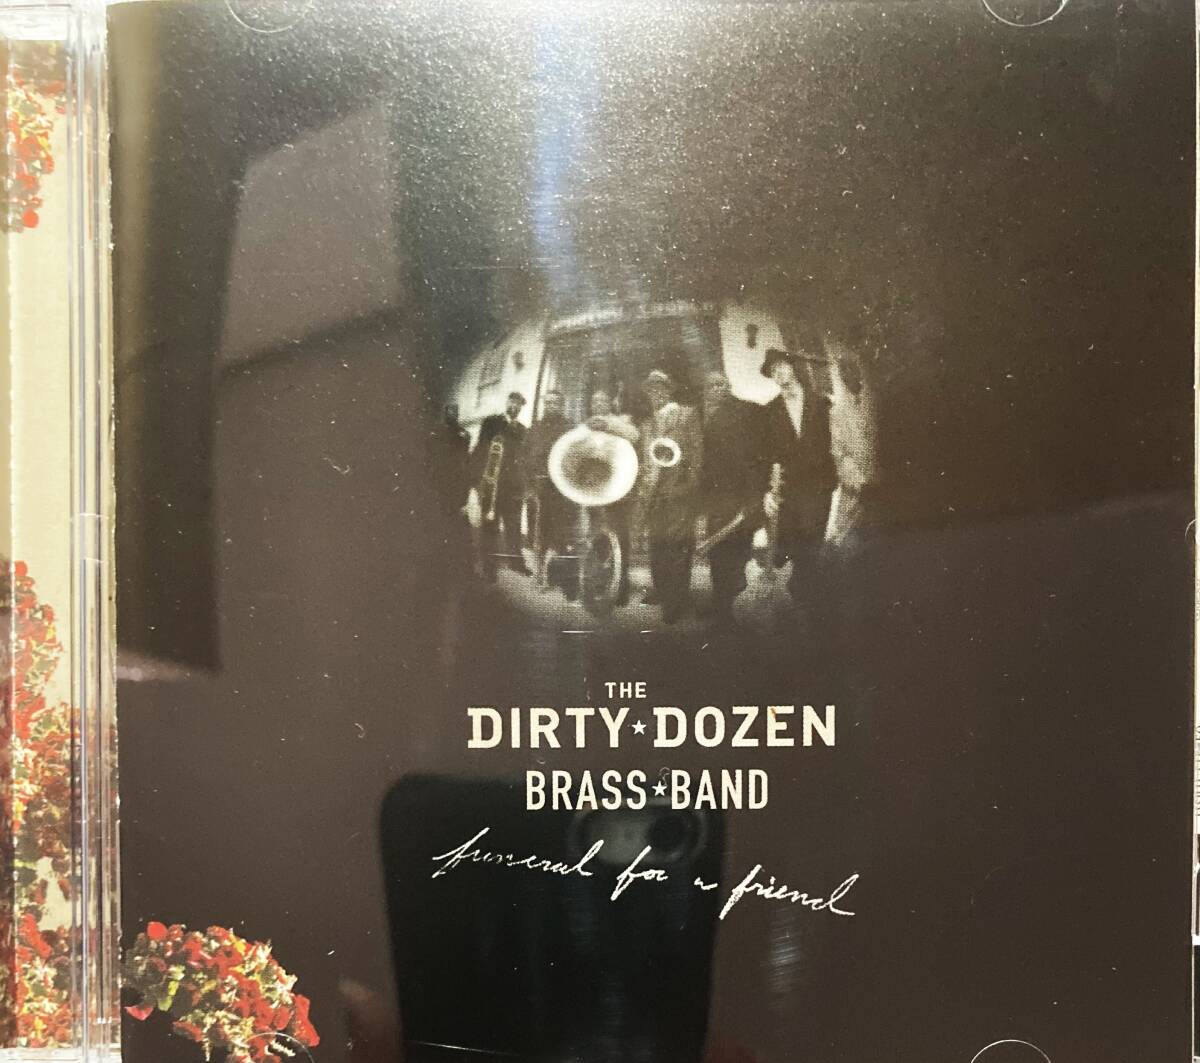 THE
DIRTY★DOZEN
BRASS★BAND
funeral for a friend